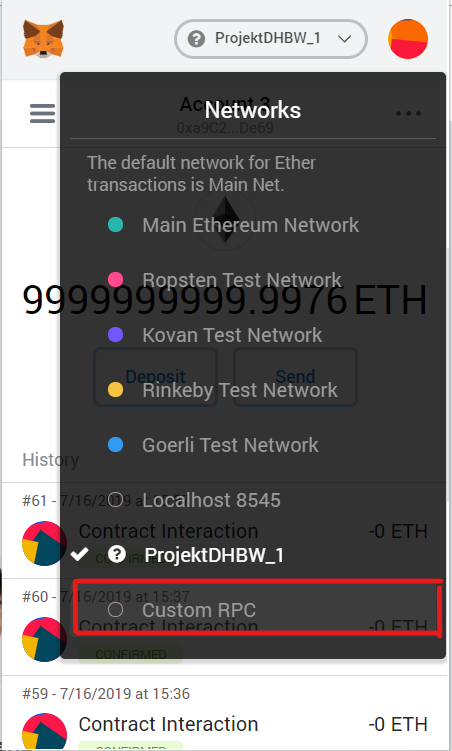 ProjektDHBW_1
Account 3
Networks
0xa9C2...De69
The default network for Ether
transactions is Main Net.
Main Ethereum Network
Ropsten Test Network
9999999999.9976 ETH
Kovan Test Network
Deposit
Send
Rinkeby Test Network
Goerli Test Network
History
#61 - 7/16/2019 at
Localhost 8545
Contract Interaction
-0 ETH
ProjektDHBW_1
CONFIRMED
#60 - 7/16/2019 at 15:37
Custom RPC
Contract Interaction
-0 ETH
CONFIRMED
#59 - 7/16/2019 at 15:36
Contract Interaction
-0 ETH
CONFIRMED